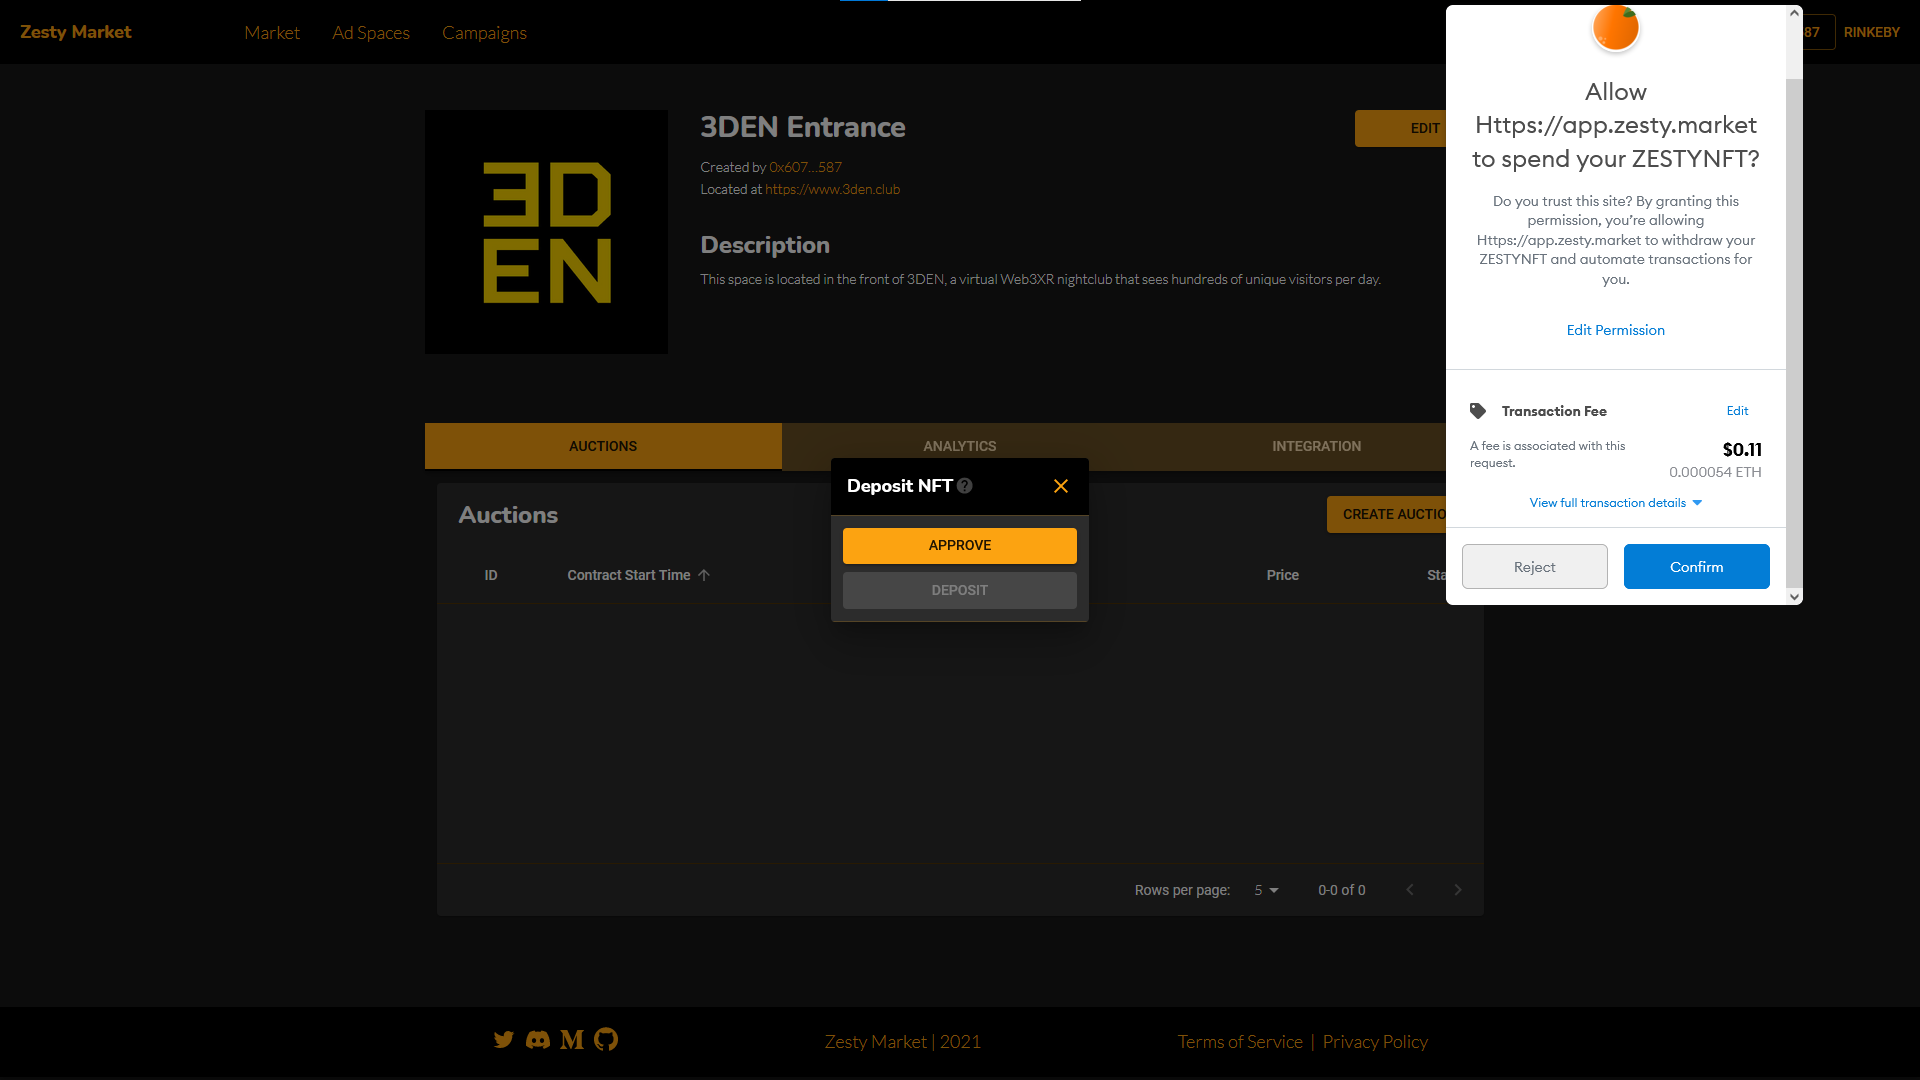 Zesty Market
Market
Ad Spaces
Campaigns
87
RINKEBY
3D
EN
3DEN Entrance
Created by 0x607...587
Located at https://www.3den.club
EDIT
Description
This space is located in the front of 3DEN, a virtual Web3XR nightclub that sees hundreds of unique visitors per day.
AUCTIONS
ANALYTICS
INTEGRATION
Auctions
CREATE AUCTIO
ID
Contract Start Time
Price
Sta
Rows per page:
5
0-0 of 0
Deposit NFT
?
APPROVE
DEPOSIT
Allow
Https://app.zesty.market
to spend your ZESTYNFT?
Do you trust this site? By granting this
permission, you’re allowing
Https://app.zesty.market to withdraw your
ZESTYNFT and automate transactions for
you.
Edit Permission
Transaction Fee
Edit
A fee is associated with this
request.
$0.11
0.000054 ETH
View full transaction details
Reject
Confirm
Zesty Market | 2021
Terms of Service | Privacy Policy